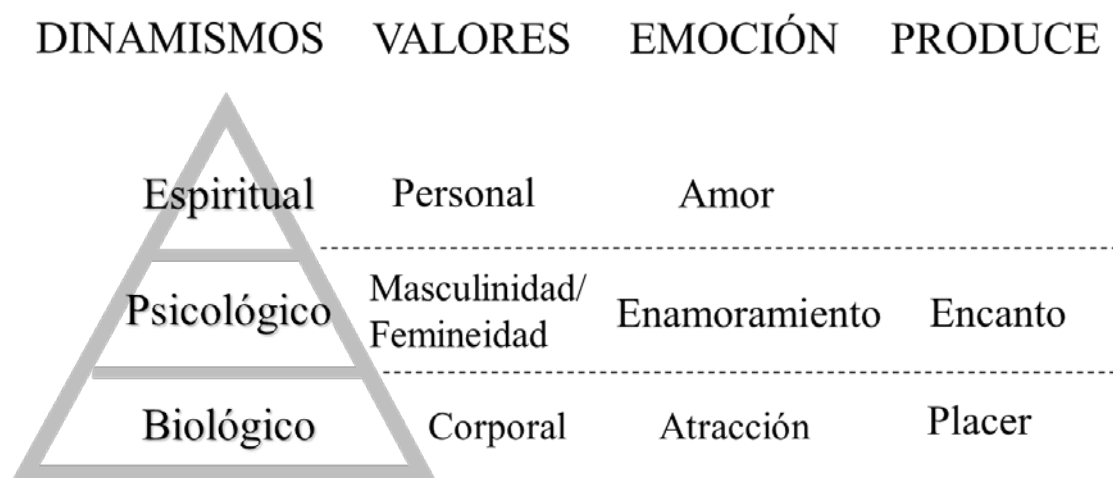 DINAMISMOS VALORES EMOCIÓN PRODUCE
Espiritual Personal Amor
Psicológico Masculinidad/ Enamoramiento Encanto
Femineidad
Biológico Corporal Atracción Placer